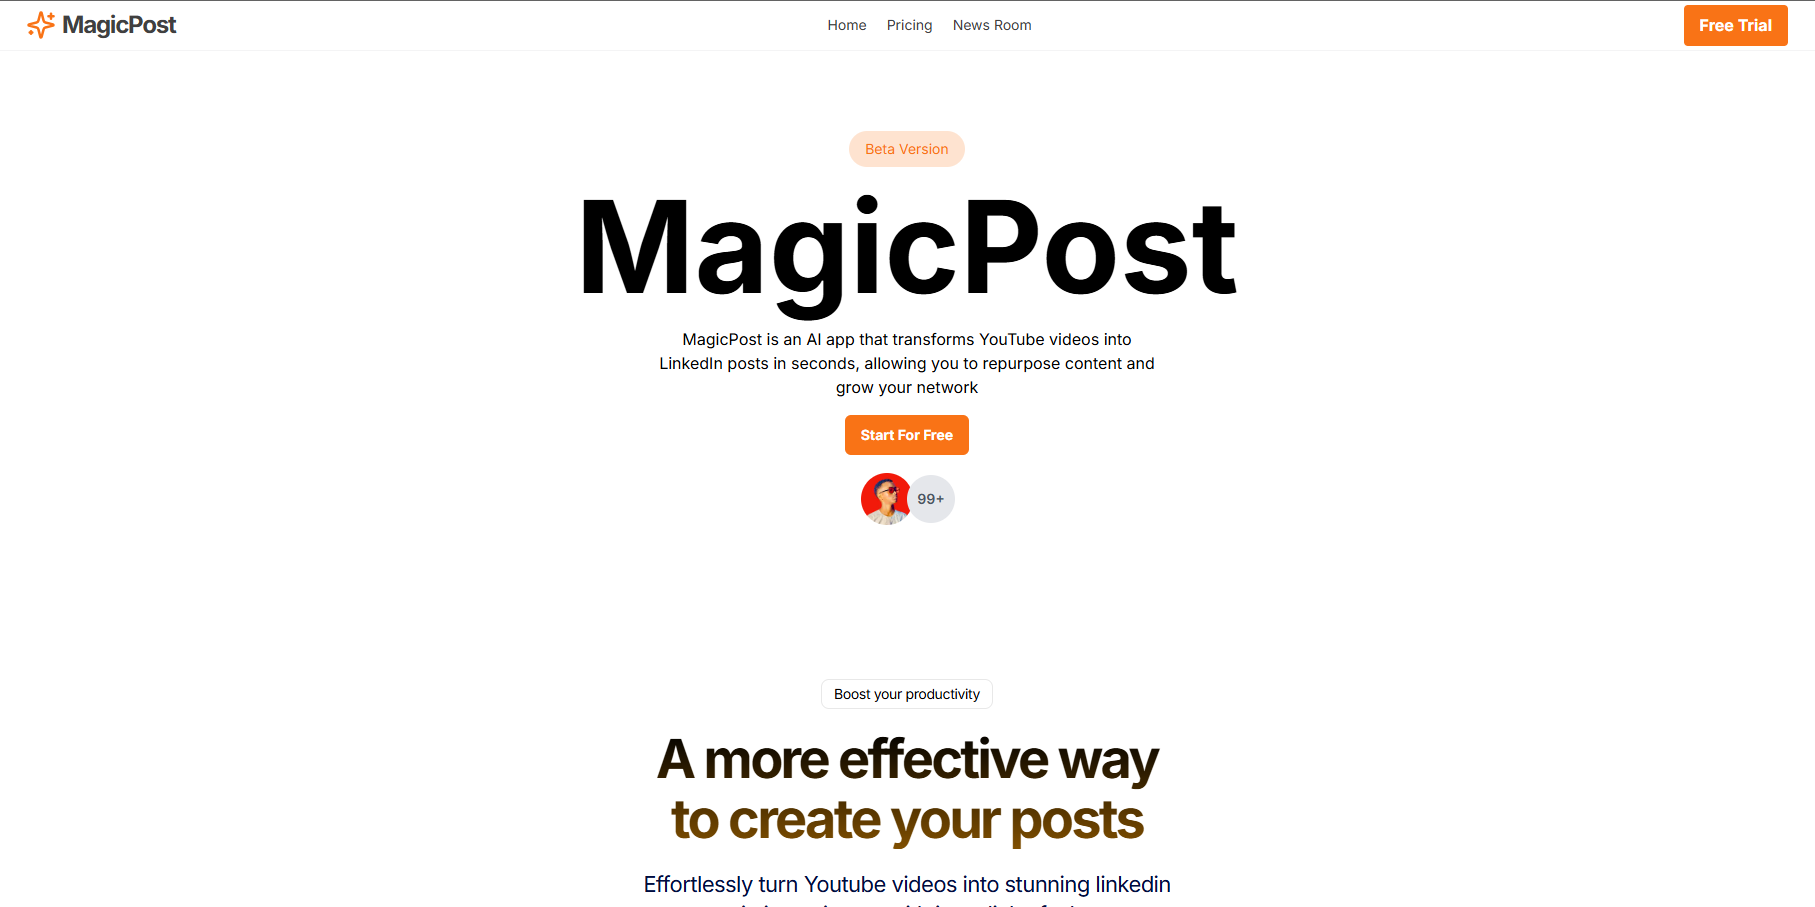 MagicPost
Home
Pricing
News Room
Free Trial
Beta Version
MagicPost
MagicPost is an AI app that transforms YouTube videos into
LinkedIn posts in seconds, allowing you to repurpose content and
grow your network
Start For Free
99+
Boost your productivity
A more effective way
to create your posts
Effortlessly turn Youtube videos into stunning linkedin